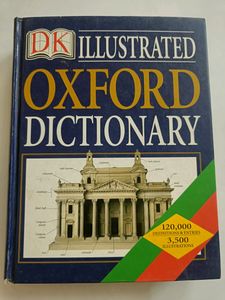 DK ILLUSTRATED
OXFORD
DICTIONARY
120,000
DEFINITIONS & ENTRIES
3,500
ILLUSTRATIONS